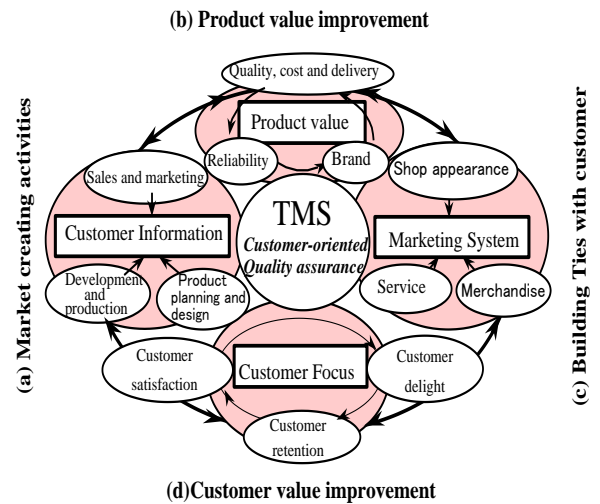 (b) Product value improvement
Quality, cost and delivery
Product value
Reliability
Brand
(a) Market creating activities
Sales and marketing
Customer Information
Development
and
production
Product
planning and
design
TMS
Customer-oriented
Quality assurance
Shop appearance
Marketing System
Service
Merchandise
(c) Building Ties with customer
Customer
satisfaction
Customer Focus
Customer
delight
Customer
retention
(d)Customer value improvement